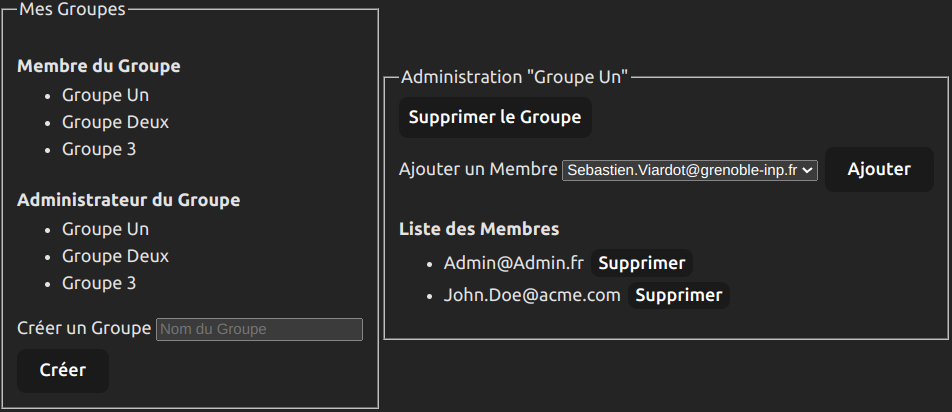 Mes Groupes
Membre du Groupe
Groupe Un
Groupe Deux
Groupe 3
Administrateur du Groupe
Groupe Un
Groupe Deux
Groupe 3
Créer un Groupe Nom du Groupe
Créer
Administration "Groupe Un"
Supprimer le Groupe
Ajouter un Membre Sebastien.Viardot@grenoble-inp.fr Ajouter
Liste des Membres
Admin@Admin.fr Supprimer
John.Doe@acme.com Supprimer